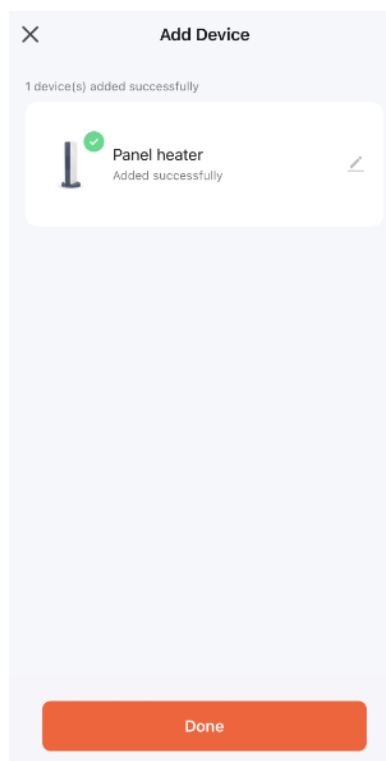 Add Device
1 device(s) added successfully
Panel heater
Added successfully
Done